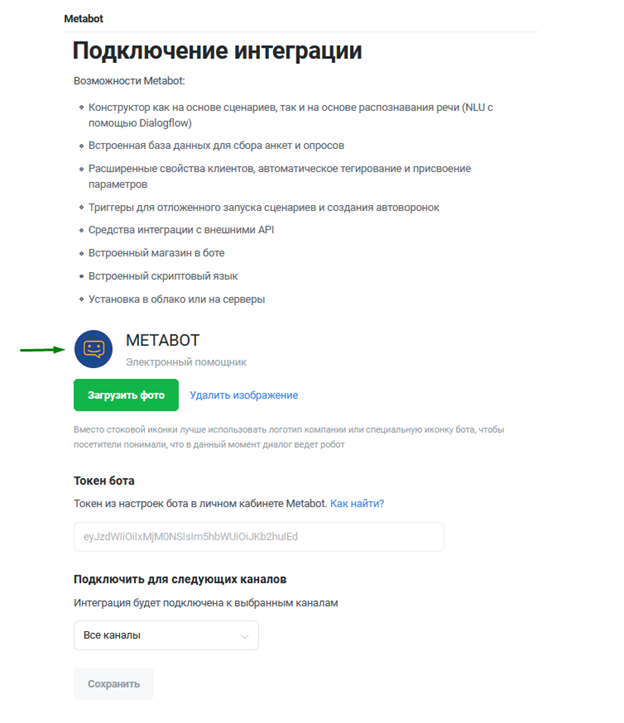 Metabot
Подключение интеграции
Возможности Metabot:
Конструктор как на основе сценариев, так и на основе распознавания речи (NLU с
помощью Dialogflow)
Встроенная база данных для сбора анкет и опросов
Расширенные свойства клиентов, автоматическое тегирование и присвоение
параметров
Триггеры для отложенного запуска сценариев и создания автоворонок
Средства интеграции с внешними API
Встроенный магазин в боте
Встроенный скриптовый язык
Установка в облако или на серверы
METABOT
Электронный помощник
Загрузить фото Удалить изображение
Вместо стоковой иконки лучше использовать логотип компании или специальную иконку бота, чтобы
посетители понимали, что в данный момент диалог ведет робот
Токен бота
Токен из настроек бота в личном кабинете Metabot. Как найти?
eyJzdWIiOiIxMjM0NSIsIm5hbWUiOiJKb2huIEd
Подключить для следующих каналов
Интеграция будет подключена к выбранным каналам
Все каналы
Сохранить